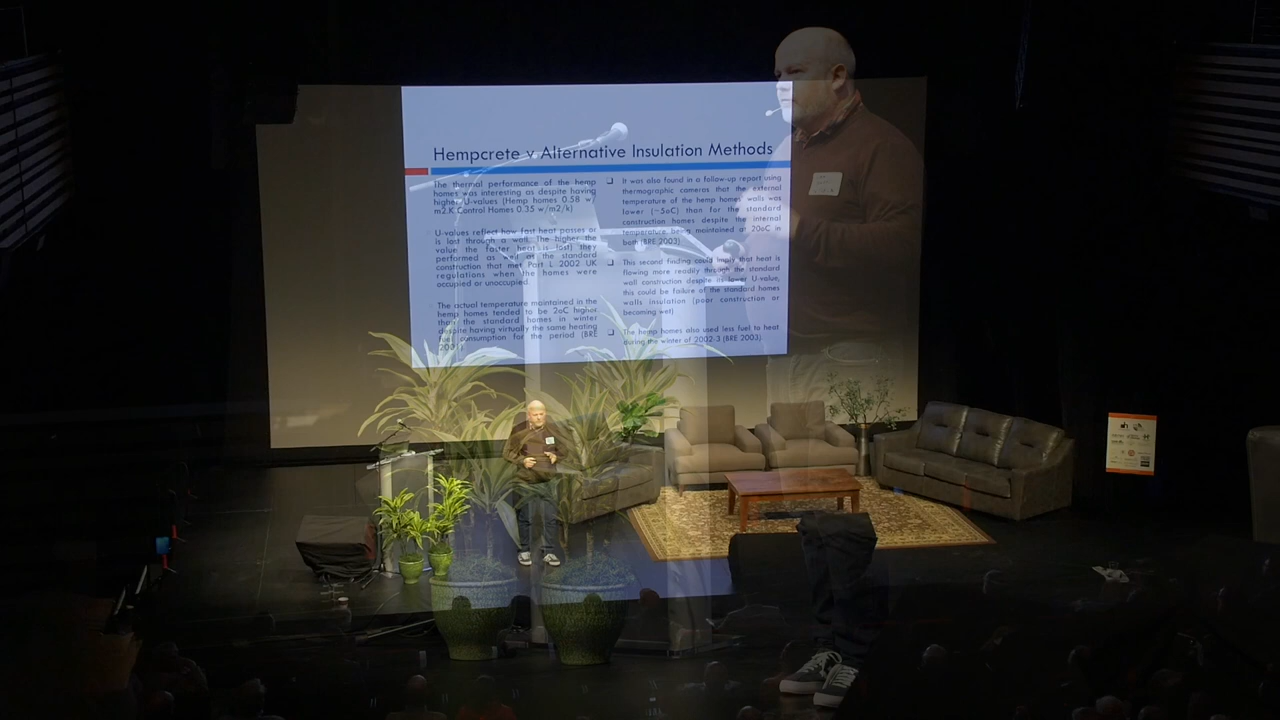 Hempcrete v Alternative Insulation Methods
The thermal performance of the hemp
homes was interesting as despite having
higher U-values (Hemp homes 0.58 w/
m2.K Control Homes 0.35 w/m2/k)
U-values reflect how fast heat passes or
is lost through a wall. The higher the
value the faster heat is lost) they
performed as well as the standard
construction that met Part L 2002 UK
regulations when the homes were
occupied or unoccupied.
The actual temperature maintained in the
hemp homes tended to be 2oC higher
than the standard homes in winter
despite having virtually the same heating
fuel consumption for the period (BRE
It was also found in a follow-up report using
thermographic cameras that the external
temperature of the hemp homes' walls was
lower (~5oC) than for the standard
construction homes despite the internal
temperature being maintained at 20oC in
both (BRE 2003)
This second finding could imply that heat is
flowing more readily through the standard
wall construction despite its lower U-value,
this could be failure of the standard homes
walls insulation (poor construction or
becoming wet)
The hemp homes also used less fuel to heat
during the winter of 2002-3 (BRE 2003).